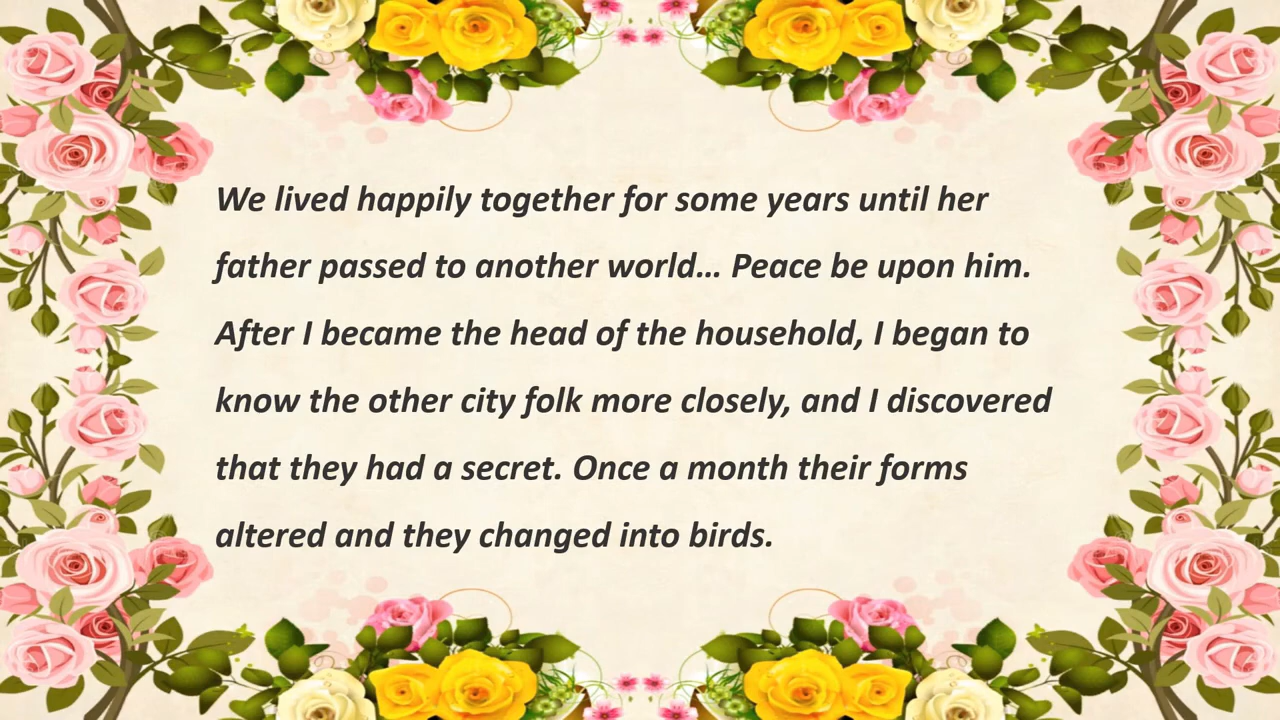 We lived happily together for some years until her
father passed to another world... Peace be upon him.
After I became the head of the household, I began to
know the other city folk more closely, and I discovered
that they had a secret. Once a month their forms
altered and they changed into birds.